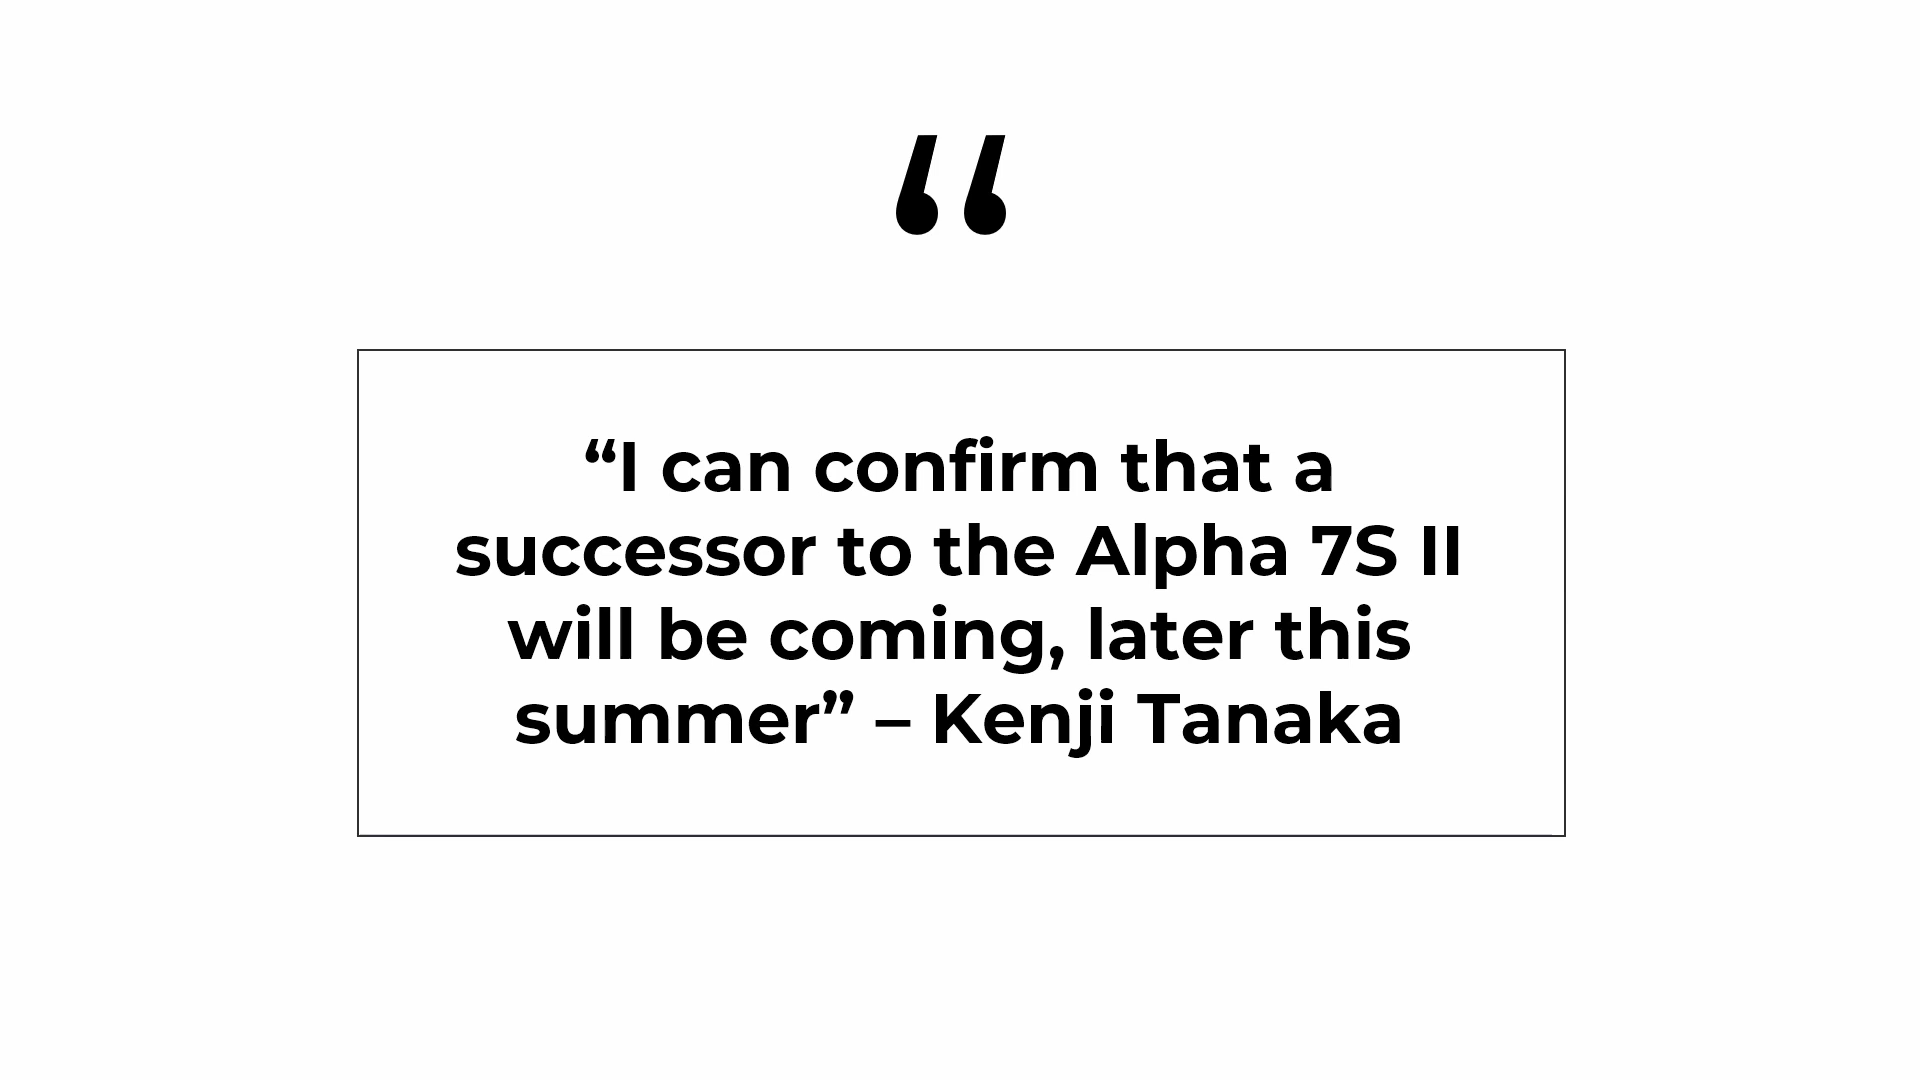 “
“I can confirm that a
successor to the Alpha 7S II
will be coming, later this
summer” – Kenji Tanaka